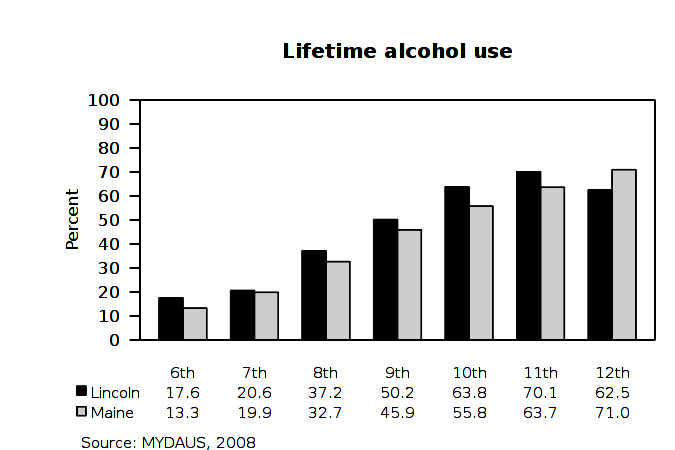 Lifetime alcohol use
100
90
80
70
60
50
40
30
20
10
0
Percent
6th 7th 8th 9th 10th 11th 12th
Lincoln 17.6 20.6 37.2 50.2 63.8 70.1 62.5
Maine 13.3 19.9 32.7 45.9 55.8 63.7 71.0
Source: MYDAUS, 2008